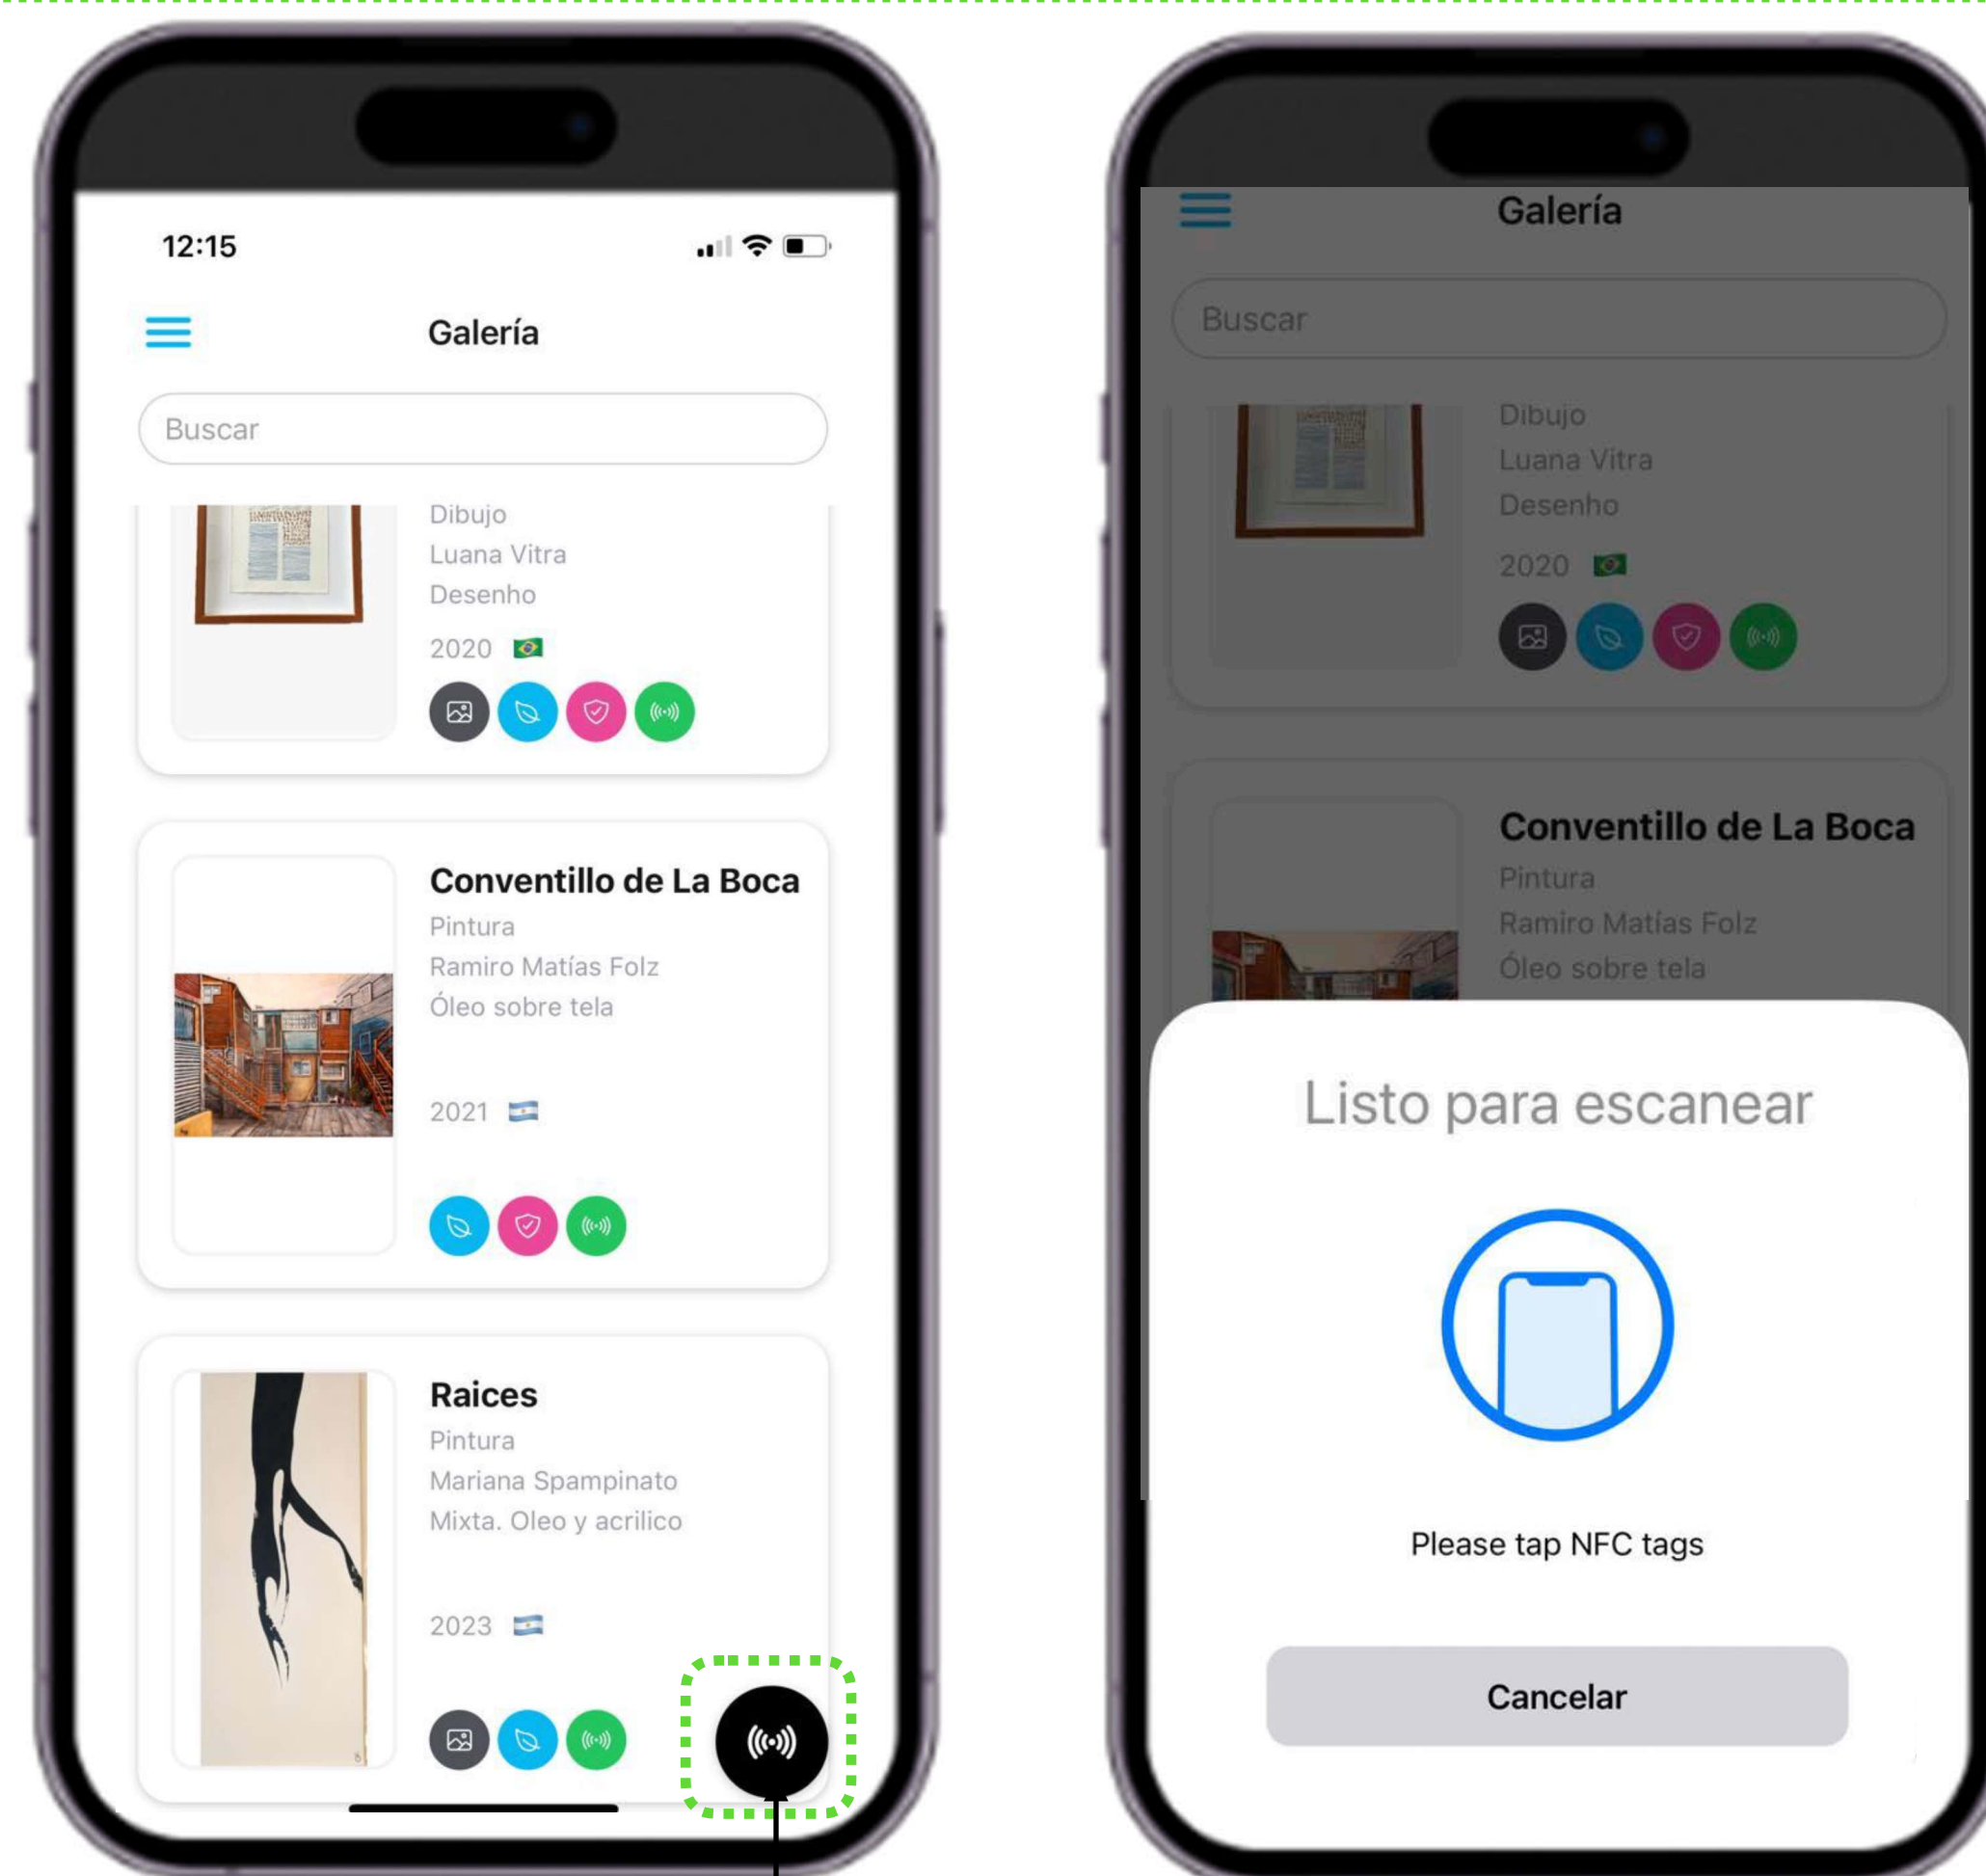 12:15
Galería
Buscar
Dibujo
Luana Vitra
Desenho
2020
Conventillo de La Boca
Pintura
Ramiro Matías Folz
Óleo sobre tela
2021
Raices
Pintura
Mariana Spampinato
Mixta. Oleo y acrilico
2023
Galería
Buscar
Dibujo
Luana Vitra
Desenho
2020
Conventillo de La Boca
Pintura
Ramiro Matías Folz
Óleo sobre tela
Listo para escanear
Please tap NFC tags
Cancelar